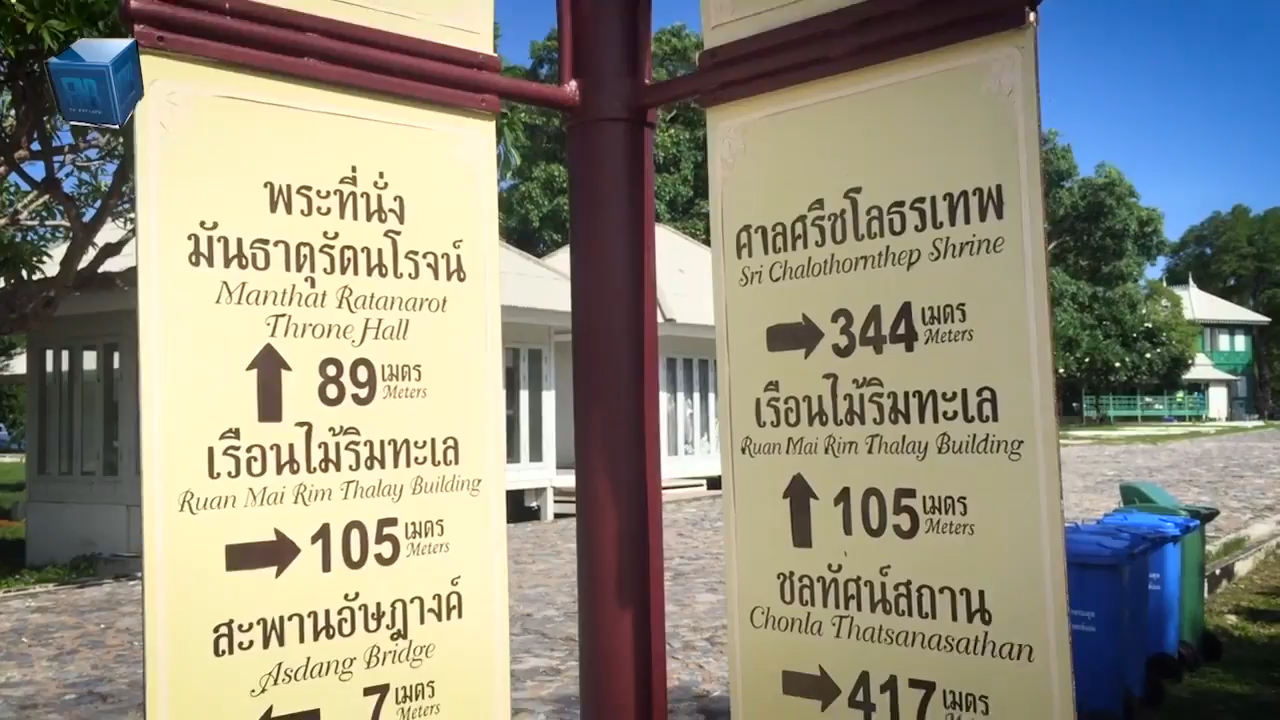 พระที่นั่ง
มันธาตุรัตนโรจน์
Manthat Ratanarot
Throne Hall
89 เมตร
Meters
เรือนไม้ริมทะเล
Ruan Mai Rim Thalay Building
105 เมตร
Meters
สะพานอัษฎางค์
Asdang Bridge
7 เมตร
Meters
ศาลศรีชโลธรเทพ
Sri Chalothornthep Shrine
344 เมตร
Meters
เรือนไม้ริมทะเล
Ruan Mai Rim Thalay Building
105 เมตร
Meters
ชลทัศน์สถาน
Chonla Thatsanasathan
417 เมตร